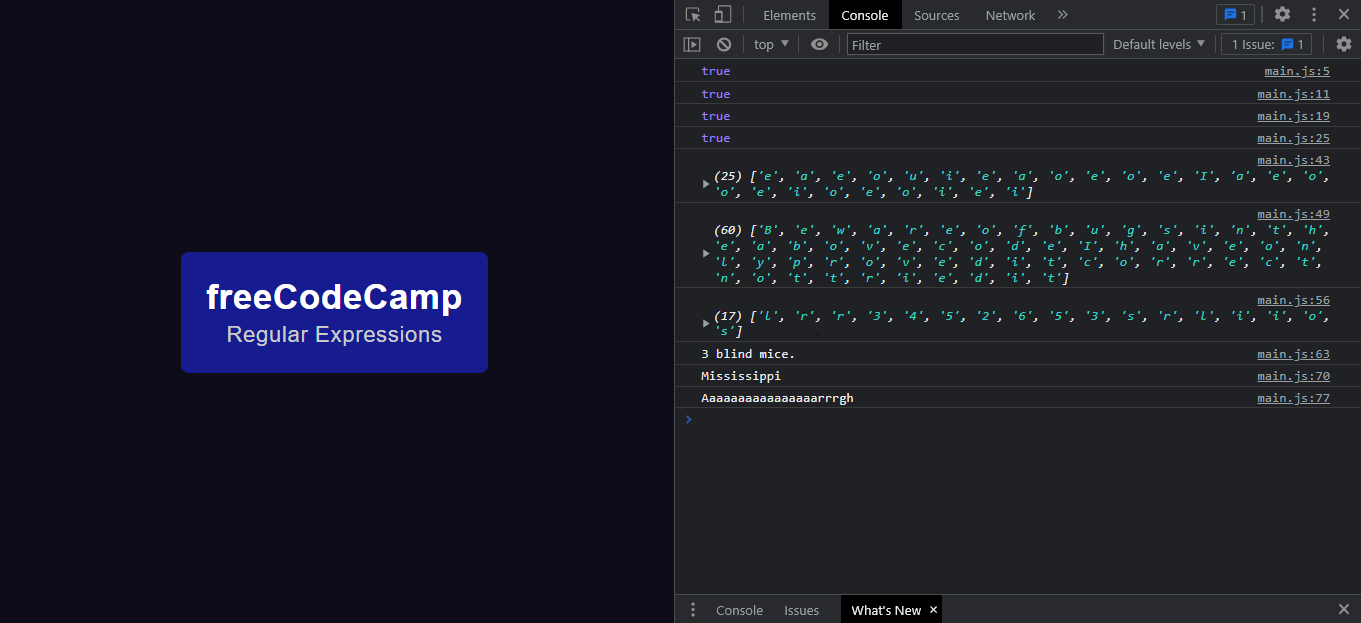 freeCodeCamp
Regular Expressions
Elements Console Sources Network 1
top Filter Default levels 1 Issue: 1
true main.js:5
true main.js:11
true main.js:19
true main.js:25
main.js:43
(25) ['e', 'a', 'e', 'o', 'u', 'i', 'e', 'a', 'o', 'e', 'o', 'e', 'I', 'a', 'e', 'o',
'o', 'e', 'i', 'o', 'e', 'o', 'i', 'e', 'i']
main.js:49
(60) ['B', 'e', 'w', 'a', 'r', 'e', 'o', 'f', 'b', 'u', 'g', 's', 'i', 'n', 't', 'h',
'e', 'a', 'b', 'o', 'v', 'e', 'c', 'o', 'd', 'e', 'I', 'h', 'a', 'v', 'e', 'o', 'n',
'l', 'y', 'p', 'r', 'o', 'v', 'e', 'd', 'i', 't', 'c', 'o', 'r', 'r', 'e', 'c', 't',
'n', 'o', 't', 't', 'r', 'i', 'e', 'd', 'i', 't']
main.js:56
(17) ['l', 'r', 'r', '3', '4', '5', '2', '6', '5', '3', 's', 'r', 'l', 'i', 'i', 'o',
's']
3 blind mice. main.js:63
Mississippi main.js:70
Aaaaaaaaaaaaaaaarrrgh main.js:77
Console Issues What's New